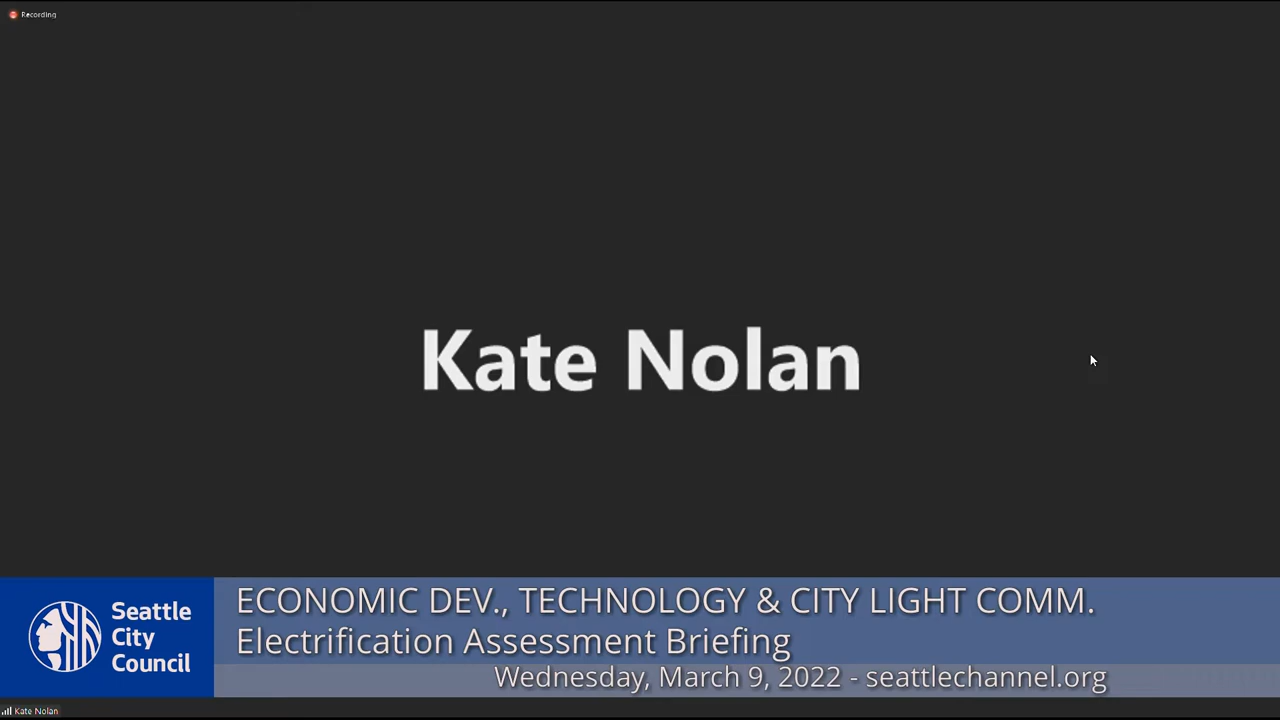 Recording
Kate Nolan
Seattle
City
Council
ECONOMIC DEV., TECHNOLOGY & CITY LIGHT COMM.
Electrification Assessment Briefing
Wednesday, March 9, 2022 - seattlechannel.org
Kate Nolan